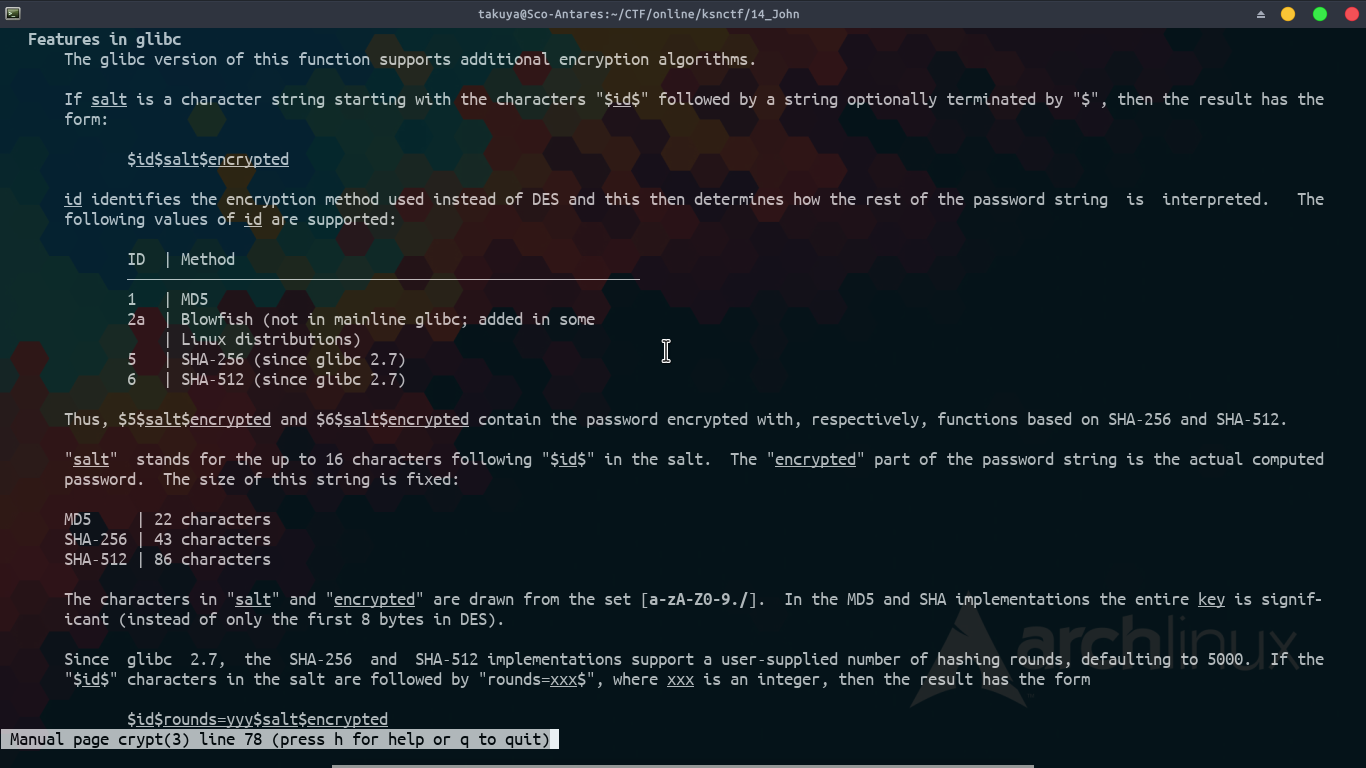 takuya@Sco-Antares:~/CTF/online/ksnctf/14_John
Features in glibc
The glibc version of this function supports additional encryption algorithms.
If salt is a character string starting with the characters "$id$" followed by a string optionally terminated by "$", then the result has the
form:
$id$salt$encrypted
id identifies the encryption method used instead of DES and this then determines how the rest of the password string  is  interpreted.   The
following values of id are supported:
ID  | Method
1   | MD5
2a  | Blowfish (not in mainline glibc; added in some
| Linux distributions)
5   | SHA-256 (since glibc 2.7)
6   | SHA-512 (since glibc 2.7)
Thus, $5$salt$encrypted and $6$salt$encrypted contain the password encrypted with, respectively, functions based on SHA-256 and SHA-512.
"salt"  stands for the up to 16 characters following "$id$" in the salt.  The "encrypted" part of the password string is the actual computed
password.  The size of this string is fixed:
MD5     | 22 characters
SHA-256 | 43 characters
SHA-512 | 86 characters
The characters in "salt" and "encrypted" are drawn from the set [a-zA-Z0-9./].  In the MD5 and SHA implementations the entire key is signif-
icant (instead of only the first 8 bytes in DES).
Since  glibc  2.7,  the  SHA-256  and  SHA-512 implementations support a user-supplied number of hashing rounds, defaulting to 5000.  If the
"$id$" characters in the salt are followed by "rounds=xxx$", where xxx is an integer, then the result has the form
archlinux
$id$rounds=yyy$salt$encrypted
Manual page crypt(3) line 78 (press h for help or q to quit)